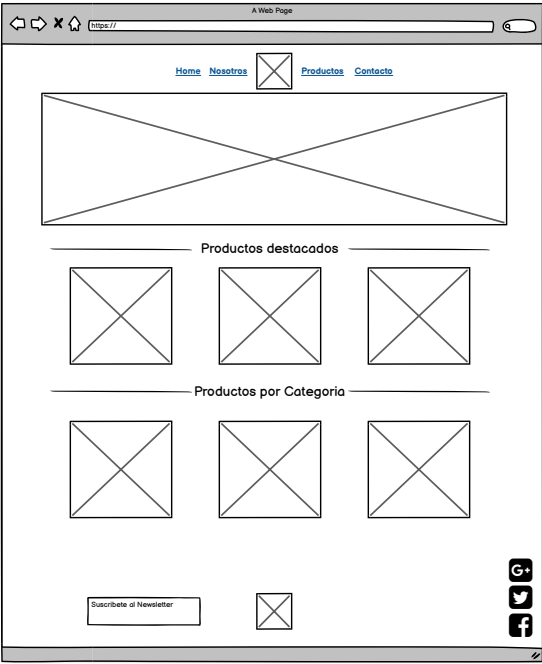 A Web Page
https://
Home Nosotros Productos Contacto
Productos destacados
Productos por Categoria
G+
Suscribete al Newsletter